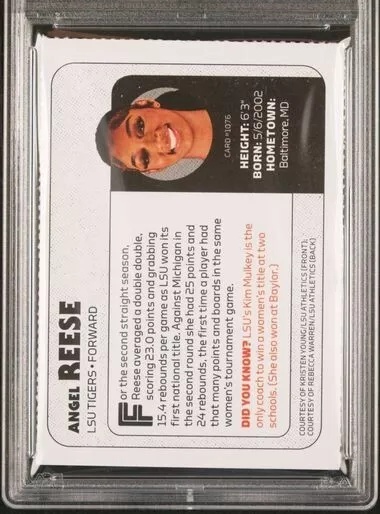 ANGEL REESE
LSU TIGERS • FORWARD
For the second straight season,
Reese averaged a double double,
scoring 23.0 points and grabbing
15.4 rebounds per game as LSU won its
first national title. Against Michigan in
the second round she had 25 points and
24 rebounds, the first time a player had
that many points and boards in the same
women's tournament game.
DID YOU KNOW? LSU's Kim Mulkey is the
only coach to win a women's title at two
schools. (She also won at Baylor.)
CARD #1076
HEIGHT: 6'3"
BORN: 5/6/2002
HOMETOWN:
Baltimore, MD
COURTESY OF KRISTEN YOUNG/LSU ATHLETICS (FRONT);
COURTESY OF REBECCA WARREN/LSU ATHLETICS (BACK)